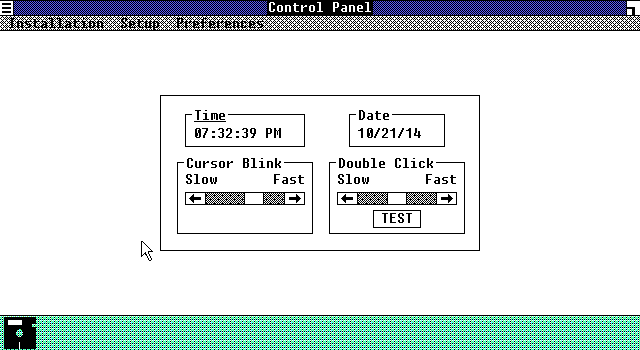 Control Panel
Installation Setup Preferences
Time Date
07:32:39 PM 10/21/14
Cursor Blink Double Click
Slow Fast Slow Fast
TEST